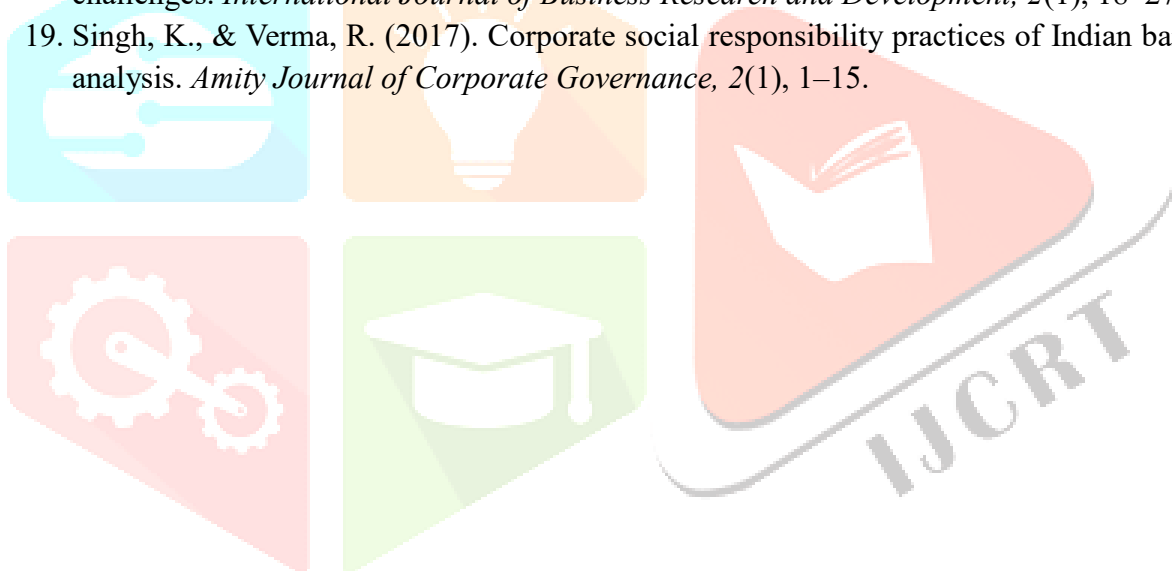 challenges. International Journal of Business Research and Development, 2(1), 18–27
19. Singh, K., & Verma, R. (2017). Corporate social responsibility practices of Indian ba
analysis. Amity Journal of Corporate Governance, 2(1), 1–15.
IJCRT